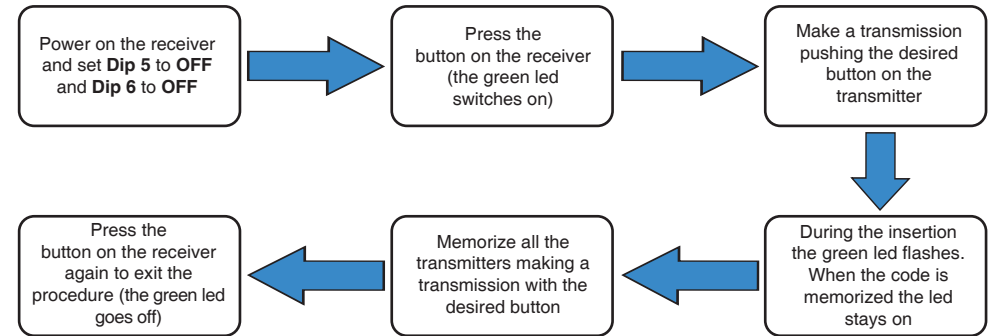 Power on the receiver
and set Dip 5 to OFF
and Dip 6 to OFF
Press the
button on the receiver
(the green led
switches on)
Make a transmission
pushing the desired
button on the
transmitter
During the insertion
the green led flashes.
When the code is
memorized the led
stays on
Memorize all the
transmitters making a
transmission with the
desired button
Press the
button on the receiver
again to exit the
procedure (the green led
goes off)